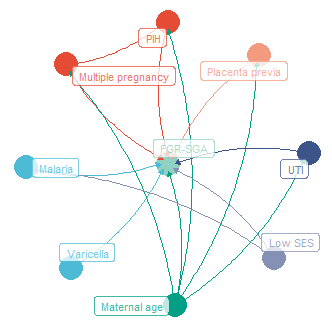 PIH
Multiple pregnancy
Placenta previa
FGR-SGA
Malaria
UTI
Varicella
Low SES
Maternal age